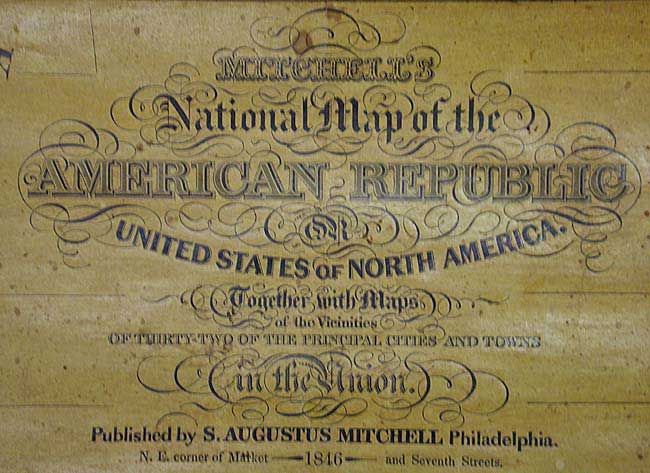 MITCHELL'S
National Map of the
AMERICAN REPUBLIC
OR
UNITED STATES OF NORTH AMERICA.
Together with Maps
of the Vicinities
OF THIRTY-TWO OF THE PRINCIPAL CITIES AND TOWNS
in the Union.
Published by S. AUGUSTUS MITCHELL Philadelphia.
N. E. corner of Market 1846 and Seventh Streets.